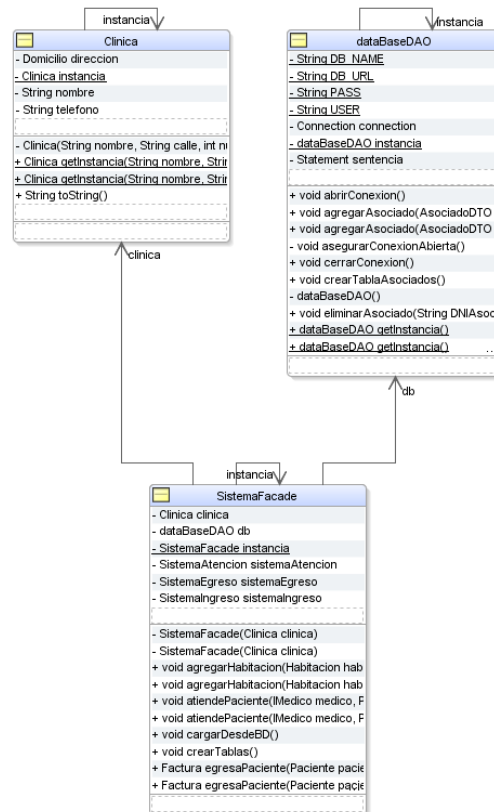 instancia
Clinica
- Domicilio direccion
- Clinica instancia
- String nombre
- String telefono
- Clinica(String nombre, String calle, int
+ Clinica getInstancia(String nombre,
+ Clinica getInstancia(String nombre,
+ String toString()
instancia
dataBaseDAO
- String DB_NAME
- String DB_URL
- String PASS
- String USER
- Connection connection
- dataBaseDAO instancia
- Statement sentencia
+ void abrirConexion()
+ void agregarAsociado(AsociadoDTO
+ void agregarAsociado(AsociadoDTO
- void asegurarConexionAbierta()
+ void cerrarConexion()
+ void crearTablaAsociados()
- dataBaseDAO()
+ void eliminarAsociado(String DNIAsoc
+ dataBaseDAO getInstancia()
+ dataBaseDAO getInstancia() ...
clinica
db
instancia
SistemaFacade
- Clinica clinica
- dataBaseDAO db
- SistemaFacade instancia
- SistemaAtencion sistemaAtencion
- SistemaEgreso sistemaEgreso
- SistemaIngreso sistemaIngreso
- SistemaFacade(Clinica clinica)
- SistemaFacade(Clinica clinica)
+ void agregarHabitacion(Habitacion hab
+ void agregarHabitacion(Habitacion hab
+ void atiendePaciente(IMedico medico, P
+ void atiendePaciente(IMedico medico, P
+ void cargarDesdeBD()
+ void crearTablas()
+ Factura egresaPaciente(Paciente pacie
+ Factura egresaPaciente(Paciente pacie